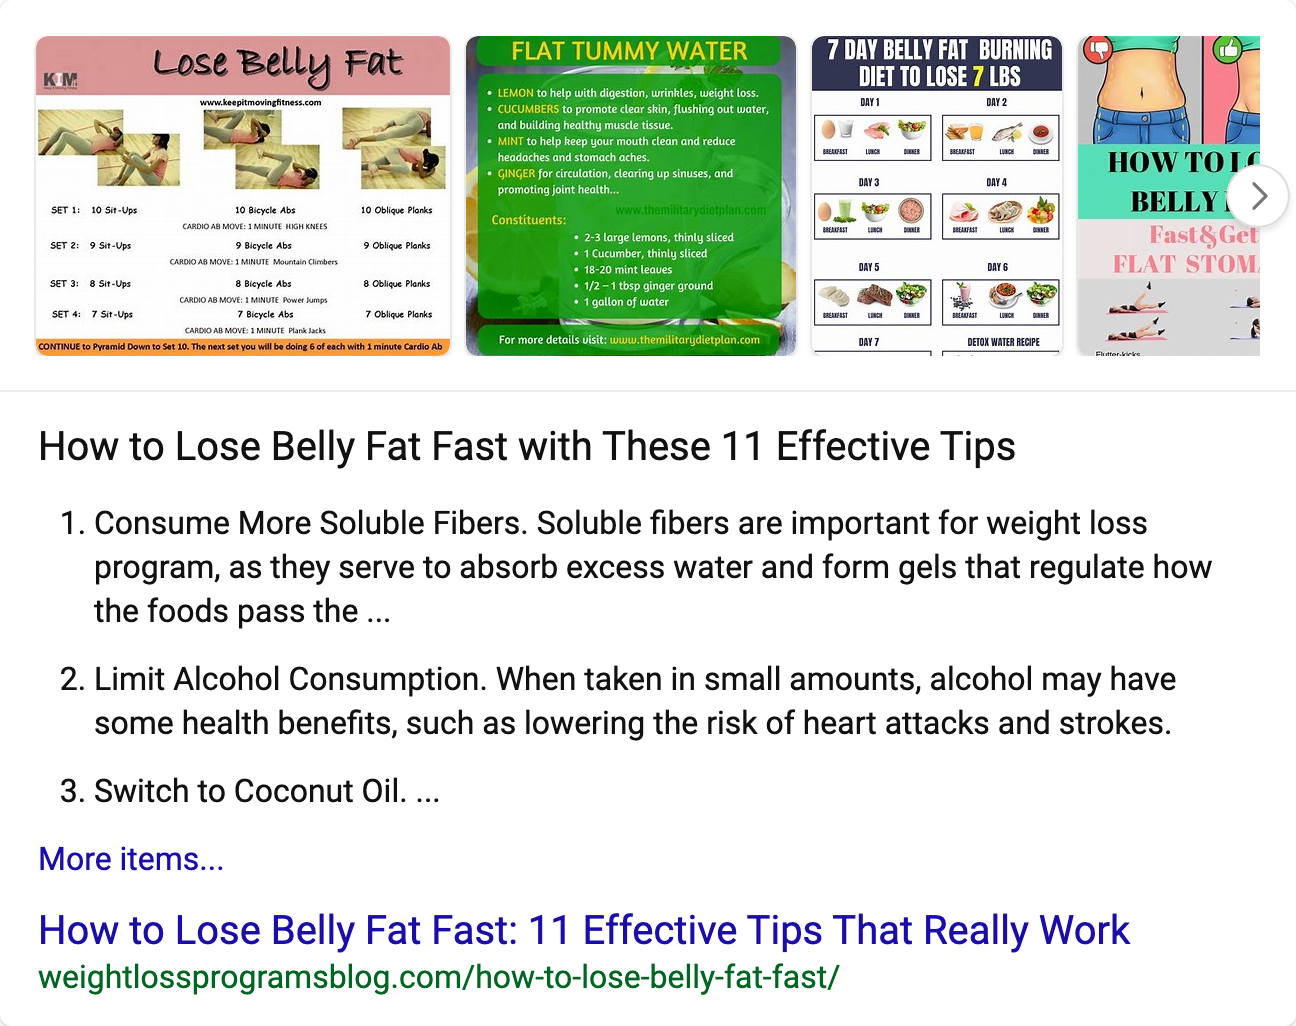 KIM
Lose Belly Fat
www.keepitmovingfitness.com
SET 1: 10 Sit-Ups 10 Bicycle Abs 10 Oblique Planks
CARDIO AB MOVE: 1 MINUTE HIGH KNEES
SET 2: 9 Sit-Ups 9 Bicycle Abs 9 Oblique Planks
CARDIO AB MOVE: 1 MINUTE Mountain Climbers
SET 3: 8 Sit-Ups 8 Bicycle Abs 8 Oblique Planks
CARDIO AB MOVE: 1 MINUTE Power Jumps
SET 4: 7 Sit-Ups 7 Bicycle Abs 7 Oblique Planks
CARDIO AB MOVE: 1 MINUTE Plank Jacks
CONTINUE to Pyramid Down to Set 10. The next set you will be doing 6 of each with 1 minute Cardio Ab
FLAT TUMMY WATER
• LEMON to help with digestion, wrinkles, weight loss.
• CUCUMBERS to promote clear skin, flushing out water,
and building healthy muscle tissue.
• MINT to help keep your mouth clean and reduce
headaches and stomach aches.
• GINGER for circulation, clearing up sinuses, and
promoting joint health...
www.themilitarydietplan.com
Constituents:
• 2-3 large lemons, thinly sliced
• 1 Cucumber, thinly sliced
• 18-20 mint leaves
• 1/2 – 1 tbsp ginger ground
• 1 gallon of water
For more details visit: www.themilitarydietplan.com
7 DAY BELLY FAT BURNING
DIET TO LOSE 7 LBS
DAY 1 DAY 2
BREAKFAST LUNCH DINNER BREAKFAST LUNCH DINNER
DAY 3 DAY 4
BREAKFAST LUNCH DINNER BREAKFAST LUNCH DINNER
DAY 5 DAY 6
BREAKFAST LUNCH DINNER BREAKFAST LUNCH DINNER
DAY 7 DETOX WATER RECIPE
HOW TO LO
BELLY
Fast&Get
FLAT STOM
Flutter-kicks
How to Lose Belly Fat Fast with These 11 Effective Tips
1. Consume More Soluble Fibers. Soluble fibers are important for weight loss
program, as they serve to absorb excess water and form gels that regulate how
the foods pass the ...
2. Limit Alcohol Consumption. When taken in small amounts, alcohol may have
some health benefits, such as lowering the risk of heart attacks and strokes.
3. Switch to Coconut Oil. ...
More items...
How to Lose Belly Fat Fast: 11 Effective Tips That Really Work
weightlossprogramsblog.com/how-to-lose-belly-fat-fast/